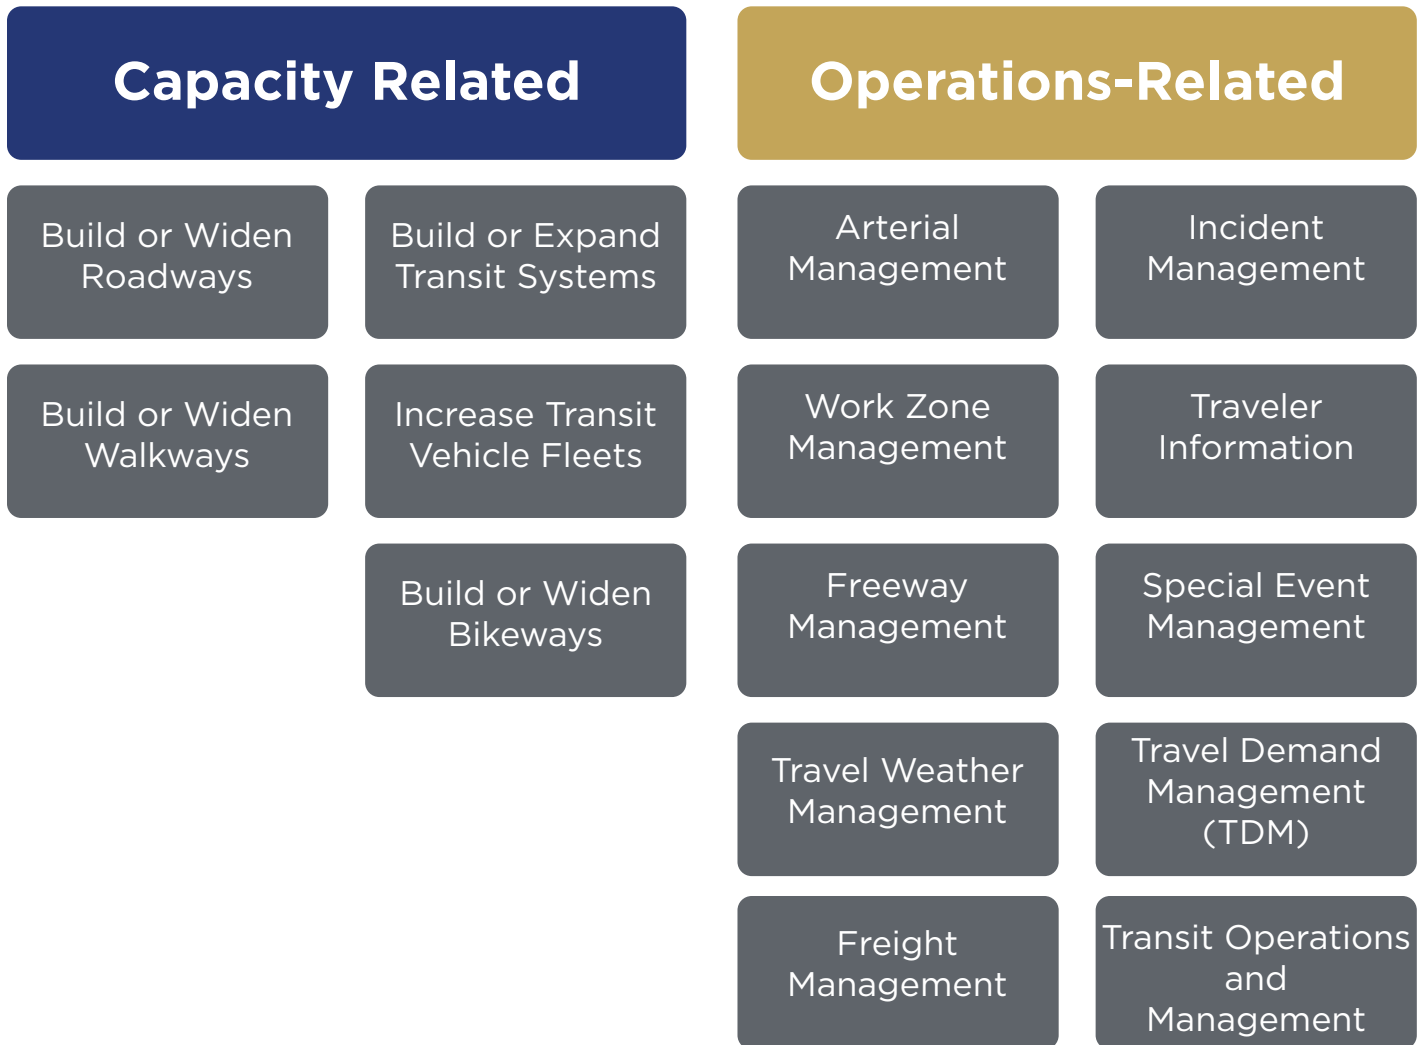 Capacity Related
Build or Widen
Roadways
Build or Expand
Transit Systems
Build or Widen
Walkways
Increase Transit
Vehicle Fleets
Build or Widen
Bikeways
Operations-Related
Arterial
Management
Incident
Management
Work Zone
Management
Traveler
Information
Freeway
Management
Special Event
Management
Travel Weather
Management
Travel Demand
Management
(TDM)
Freight
Management
Transit Operations
and
Management